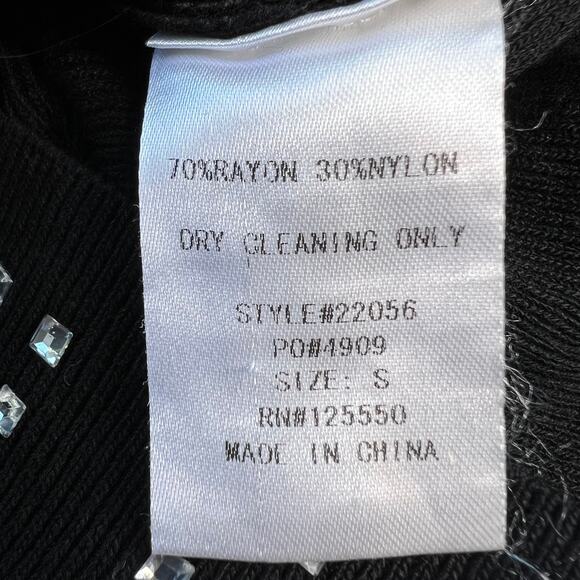 70%RAYON 30%NYLON
DRY CLEANING ONLY
STYLE#22056
PO#4909
SIZE: S
RN#125550
MADE IN CHINA